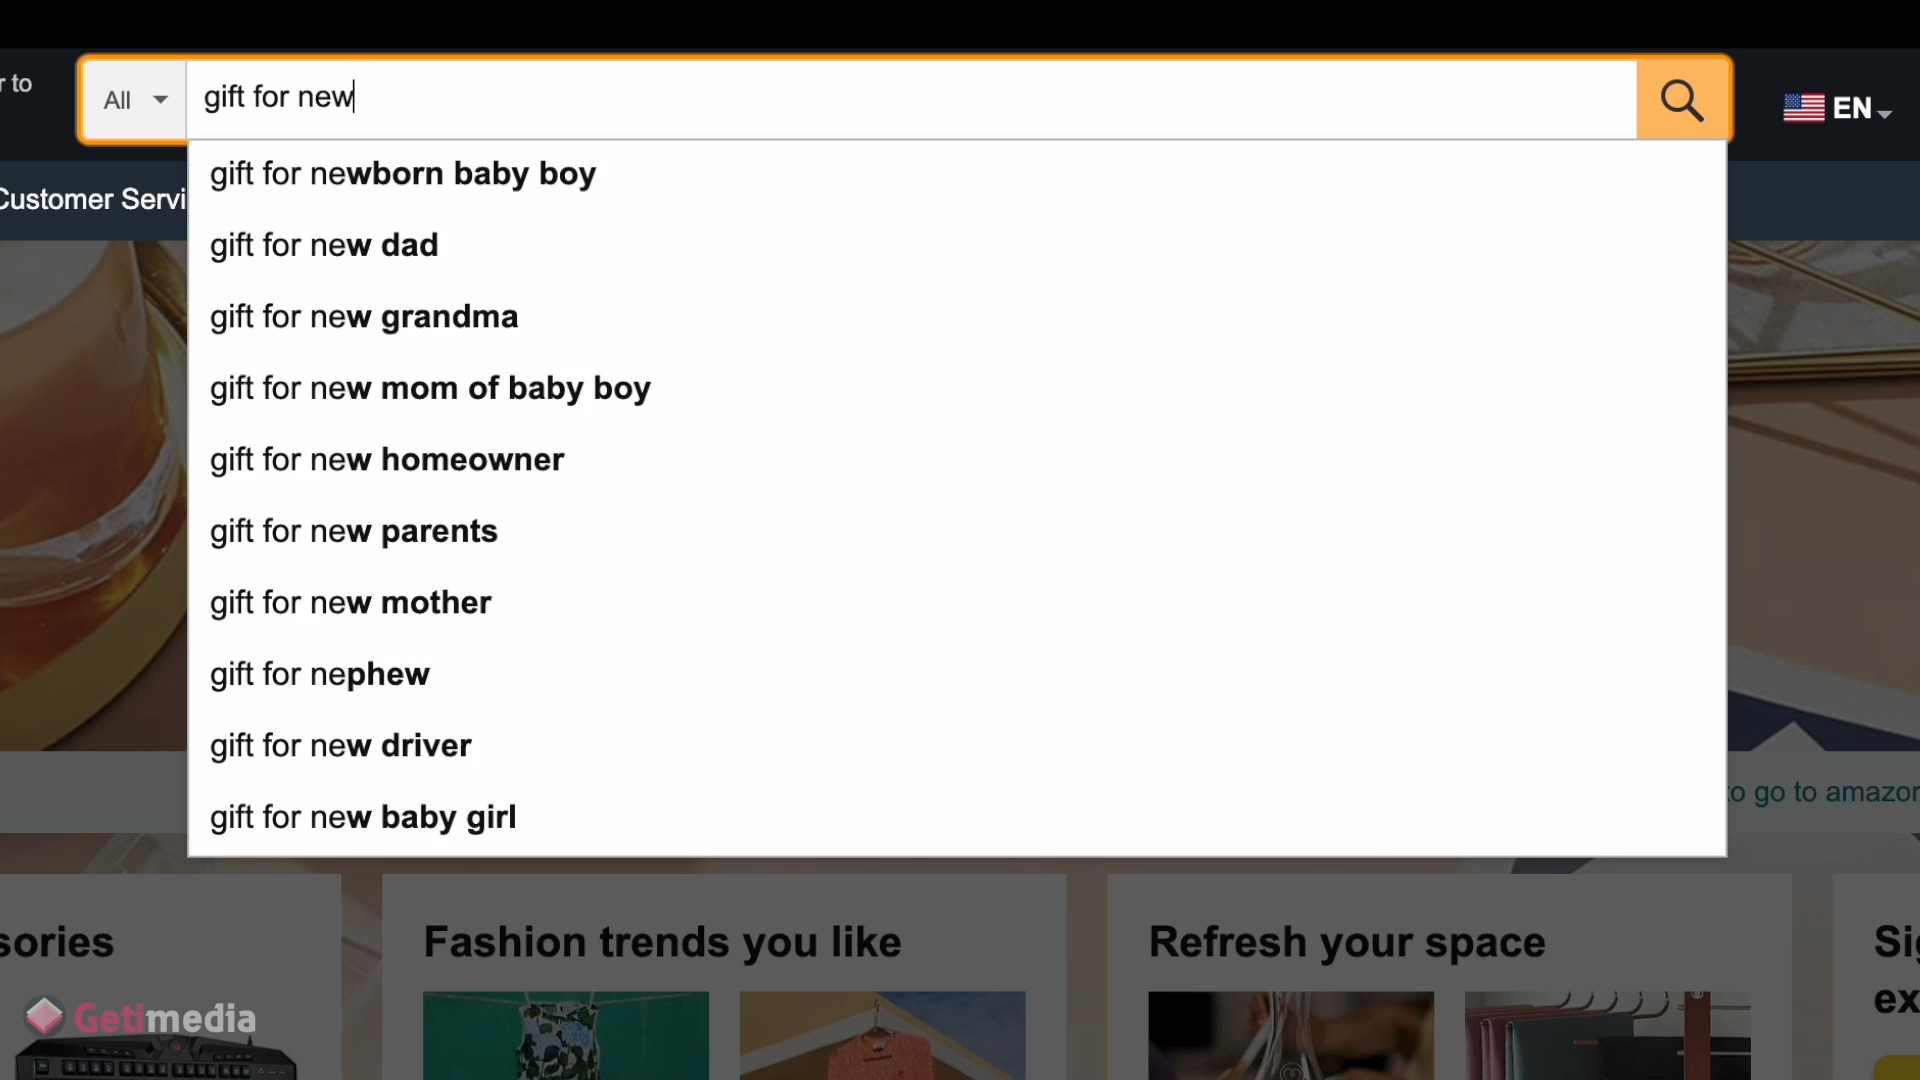 r to
All
gift for new
EN
Customer Servi
gift for newborn baby boy
gift for new dad
gift for new grandma
gift for new mom of baby boy
gift for new homeowner
gift for new parents
gift for new mother
gift for nephew
gift for new driver
gift for new baby girl
to go to amazon
sories
Fashion trends you like
Refresh your space
Sig
ex
Getimedia